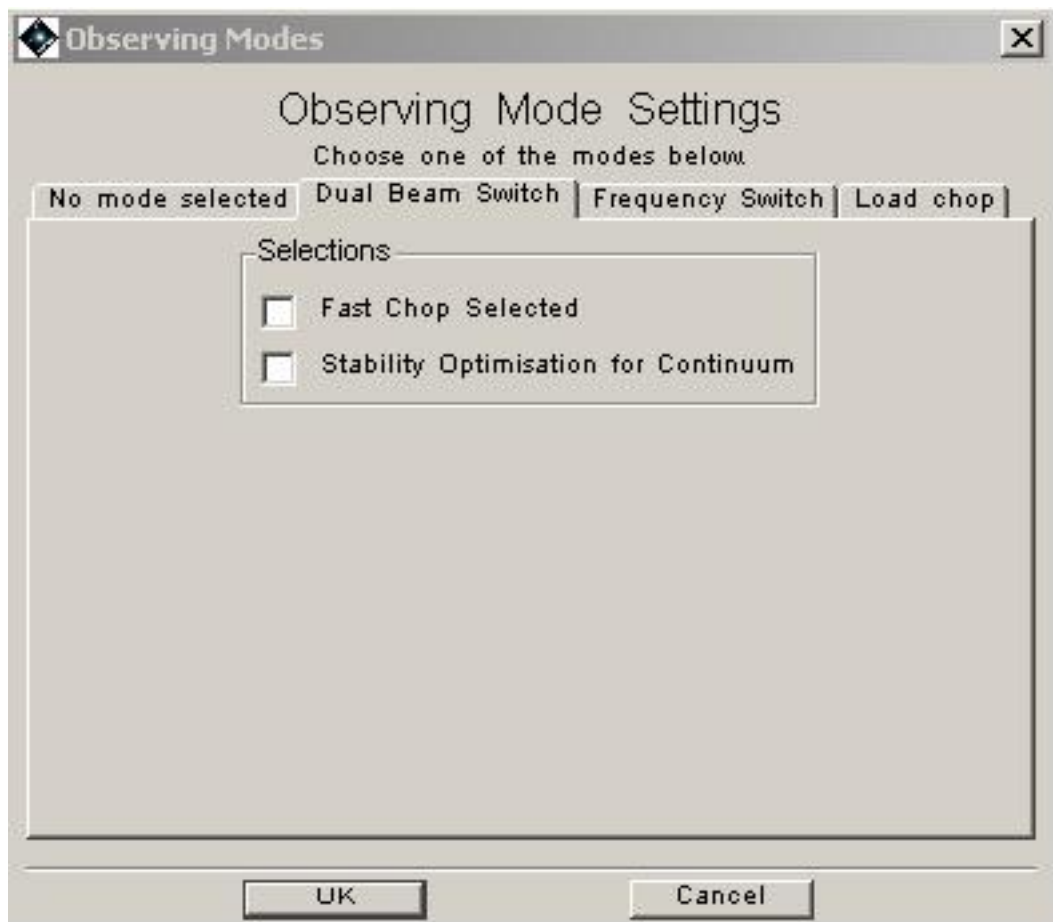 Observing Modes
Observing Mode Settings
Choose one of the modes below.
No mode selected
Dual Beam Switch
Frequency Switch
Load chop
Selections
Fast Chop Selected
Stability Optimisation for Continuum
OK
Cancel